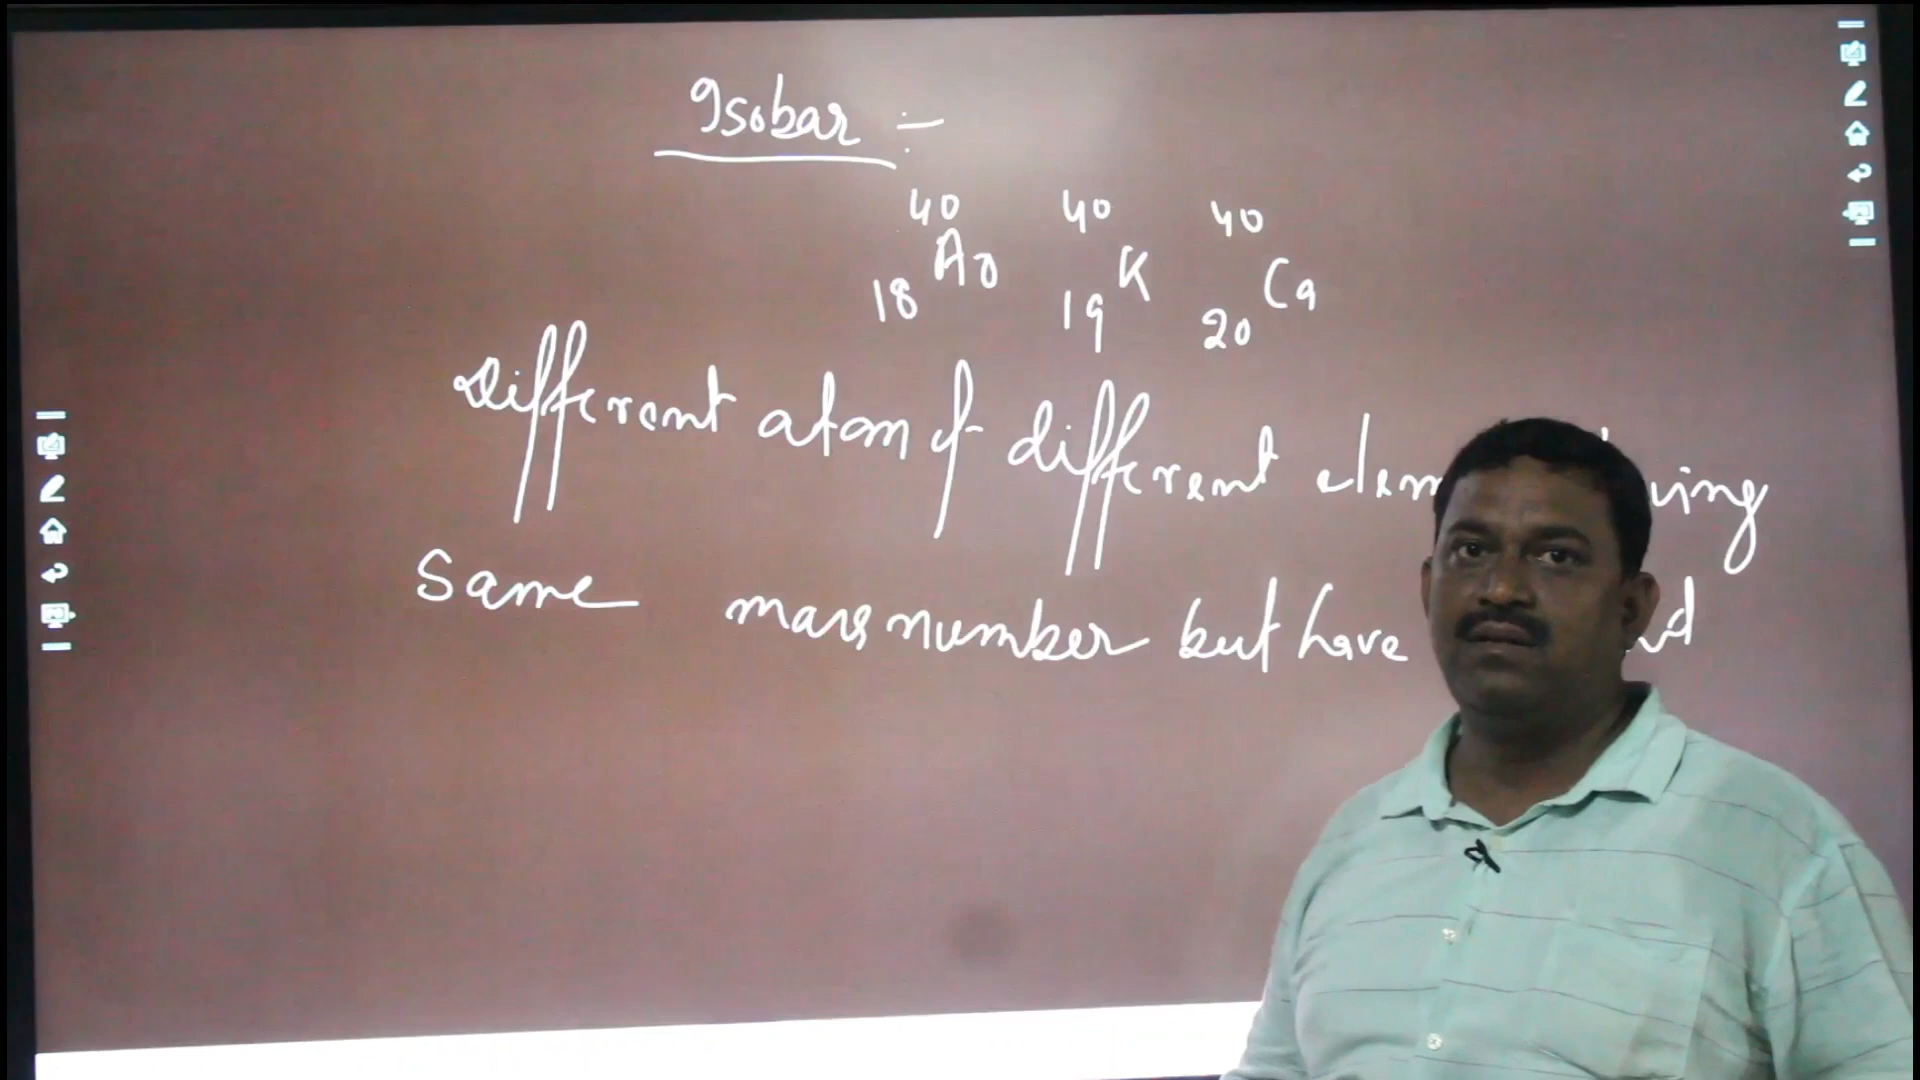 Isobar :-
40 40 40
18 Ar 19 K 20 Ca
Different atom of different
Same mass number but have